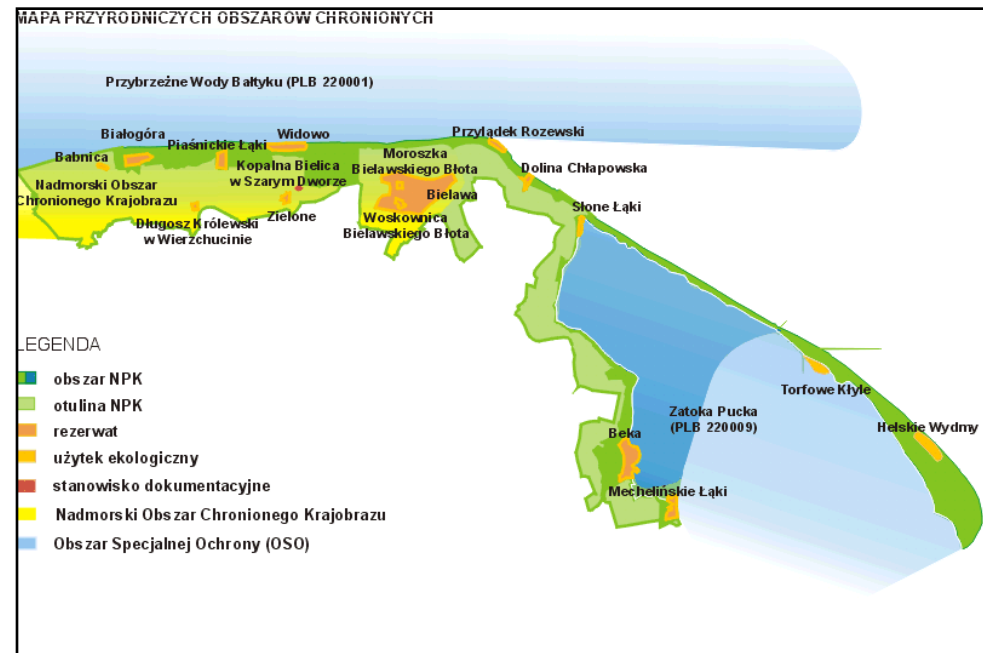 MAPA PRZYRODNICZYCH OBSZARÓW CHRONIONYCH
Przybrzeżne Wody Bałtyku (PLB 220001)
Białogóra
Piaśnickie Łąki
Widowo
Przylądek Rozewski
Babnica
Kopalna Bielica
w Szarym Dworze
Moroszka
Bielawskiego Błota
Dolina Chłapowska
Nadmorski Obszar
Chronionego Krajobrazu
Bielawa
Długosz Królewski
w Wierzchucinie
Zielone
Woskownica
Bielawskiego Błota
Słone Łąki
LEGENDA
obszar NPK
otulina NPK
rezerwat
użytek ekologiczny
stanowisko dokumentacyjne
Nadmorski Obszar Chronionego Krajobrazu
Obszar Specjalnej Ochrony (OSO)
Torfowe Kłyle
Zatoka Pucka
(PLB 220009)
Helskie Wydmy
Beka
Mechelińskie Łąki